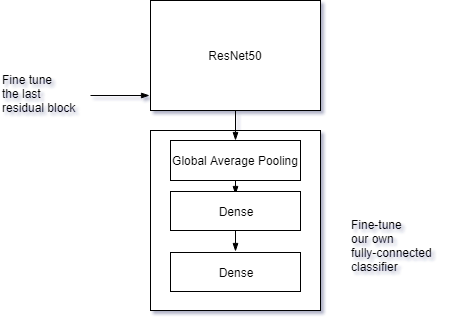 ResNet50
Fine tune
the last
residual block
Global Average Pooling
Dense
Dense
Fine-tune
our own
fully-connected
classifier